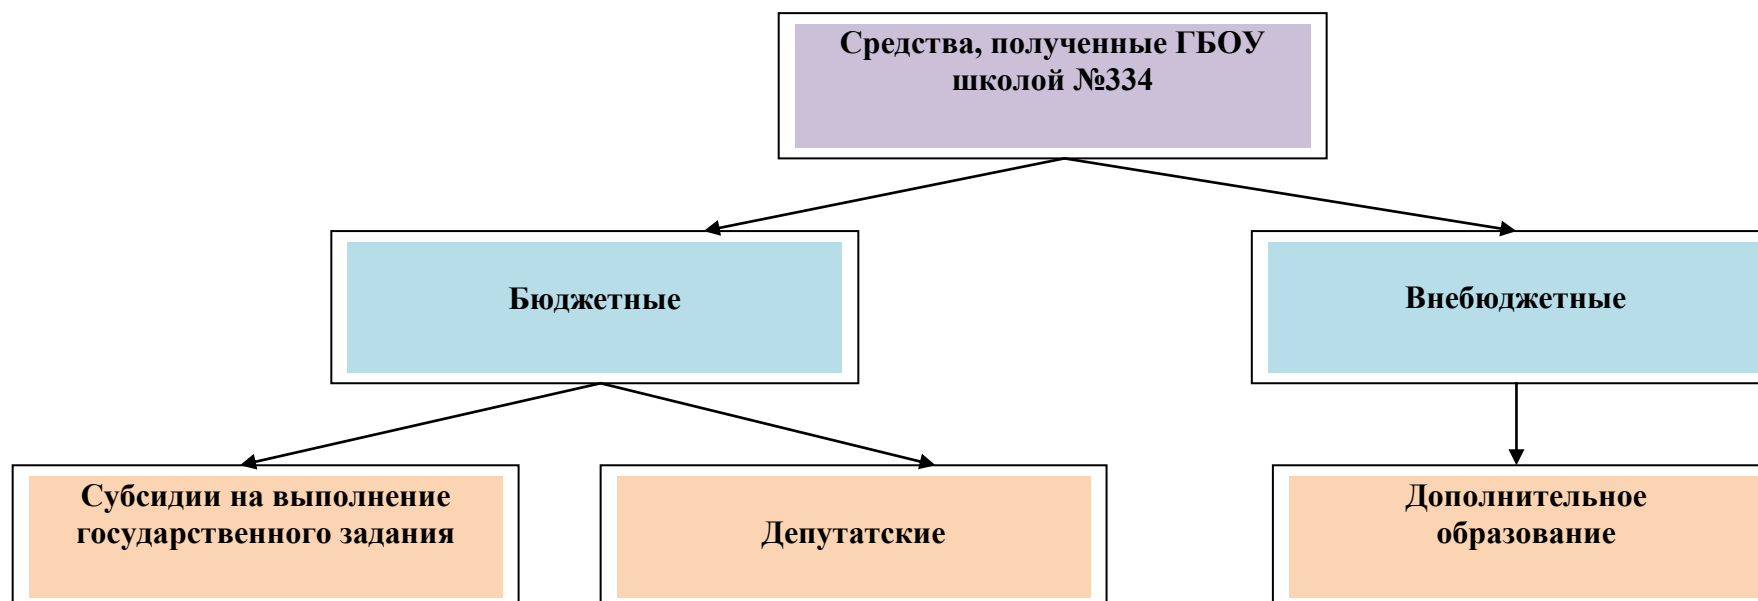 Средства, полученные ГБОУ
школой №334
Бюджетные
Внебюджетные
Субсидии на выполнение
государственного задания
Депутатские
Дополнительное
образование